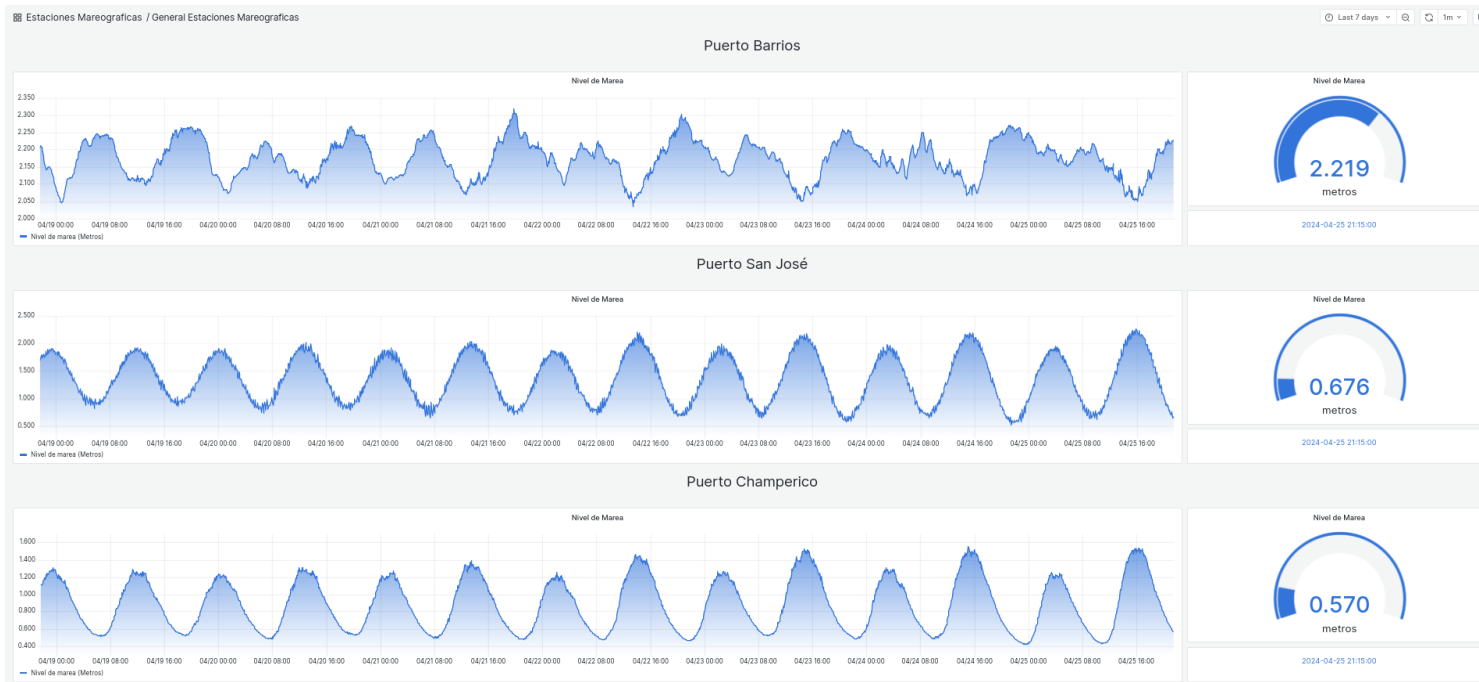 Estaciones Mareograficas / General Estaciones Mareograficas
Last 7 days
1m
Puerto Barrios
Nivel de Marea
2.350
2.300
2.250
2.200
2.150
2.100
2.050
2.000
04/19 00:00 04/19 08:00 04/19 16:00 04/20 00:00 04/20 08:00 04/20 16:00 04/21 00:00 04/21 08:00 04/21 16:00 04/22 00:00 04/22 08:00 04/22 16:00 04/23 00:00 04/23 08:00 04/23 16:00 04/24 00:00 04/24 08:00 04/24 16:00 04/25 00:00 04/25 08:00 04/25 16:00
Nivel de marea (Metros)
Nivel de Marea
2.219
metros
2024-04-25 21:15:00
Puerto San José
Nivel de Marea
2.500
2.000
1.500
1.000
0.500
04/19 00:00 04/19 08:00 04/19 16:00 04/20 00:00 04/20 08:00 04/20 16:00 04/21 00:00 04/21 08:00 04/21 16:00 04/22 00:00 04/22 08:00 04/22 16:00 04/23 00:00 04/23 08:00 04/23 16:00 04/24 00:00 04/24 08:00 04/24 16:00 04/25 00:00 04/25 08:00 04/25 16:00
Nivel de marea (Metros)
Nivel de Marea
0.676
metros
2024-04-25 21:15:00
Puerto Champerico
Nivel de Marea
1.600
1.400
1.200
1.000
0.800
0.600
0.400
04/19 00:00 04/19 08:00 04/19 16:00 04/20 00:00 04/20 08:00 04/20 16:00 04/21 00:00 04/21 08:00 04/21 16:00 04/22 00:00 04/22 08:00 04/22 16:00 04/23 00:00 04/23 08:00 04/23 16:00 04/24 00:00 04/24 08:00 04/24 16:00 04/25 00:00 04/25 08:00 04/25 16:00
Nivel de marea (Metros)
Nivel de Marea
0.570
metros
2024-04-25 21:15:00